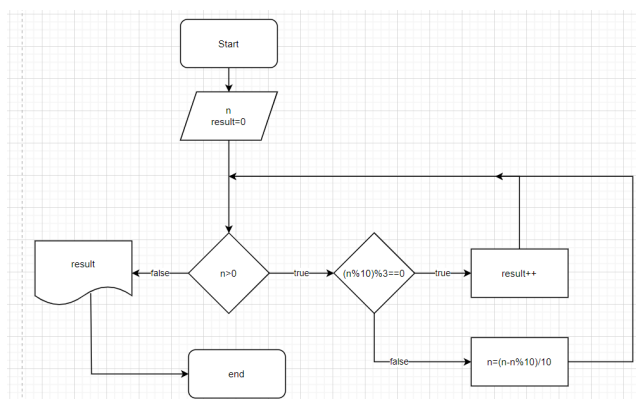 Start
n
result=0
result
false
n>0
true
(n%10)%3==0
true
result++
false
n=(n-n%10)/10
end